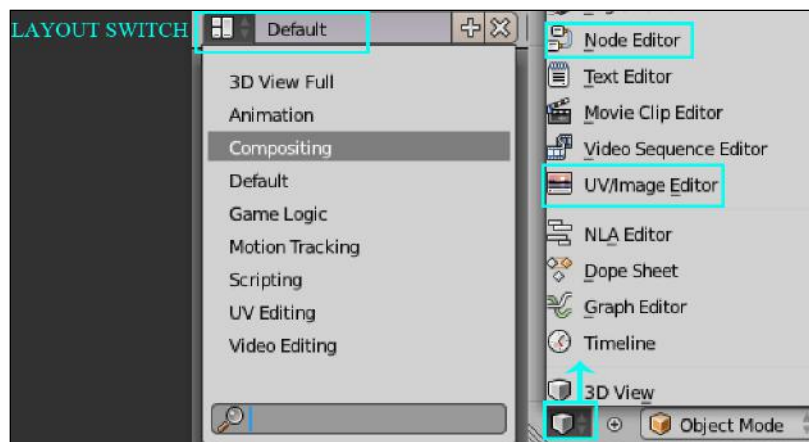 LAYOUT SWITCH
Default
3D View Full
Animation
Compositing
Default
Game Logic
Motion Tracking
Scripting
UV Editing
Video Editing
Node Editor
Text Editor
Movie Clip Editor
Video Sequence Editor
UV/Image Editor
NLA Editor
Dope Sheet
Graph Editor
Timeline
3D View
Object Mode